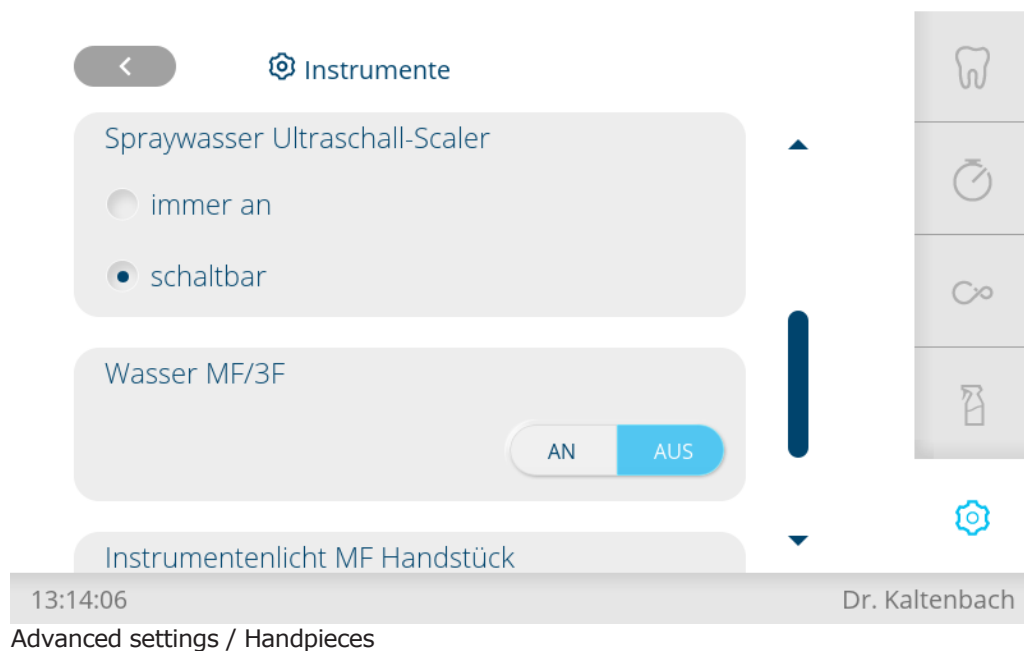 Instrumente
Spraywasser Ultraschall-Scaler
immer an
schaltbar
Wasser MF/3F
AN AUS
Instrumentenlicht MF Handstück
13:14:06 Dr. Kaltenbach
Advanced settings / Handpieces